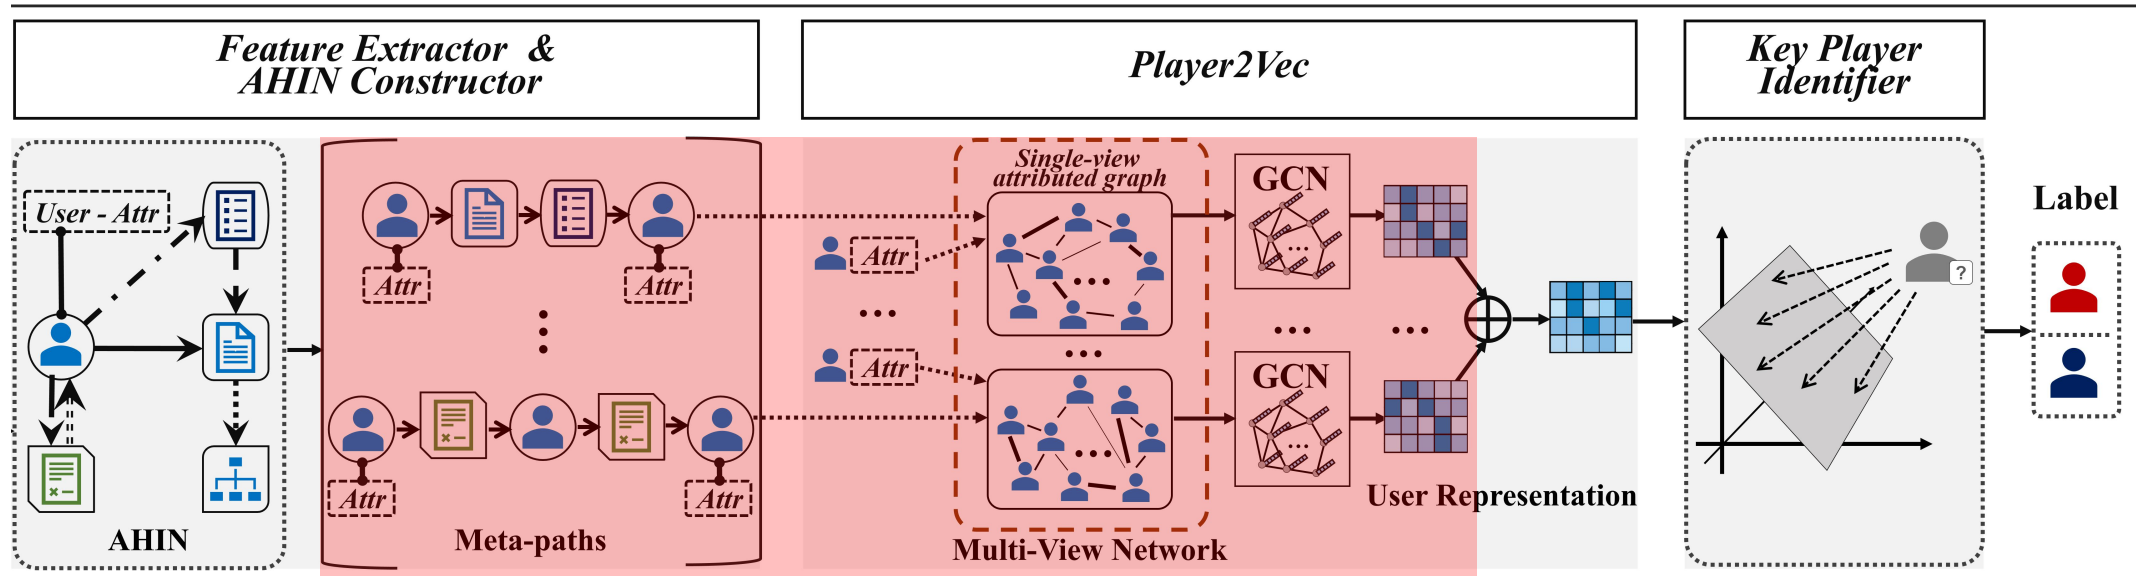 Feature Extractor &
AHIN Constructor
Player2Vec
Key Player
Identifier
User - Attr
AHIN
Attr
Attr
Attr
Attr
Meta-paths
Attr
Attr
Single-view
attributed graph
Multi-View Network
GCN
GCN
User Representation
?
Label